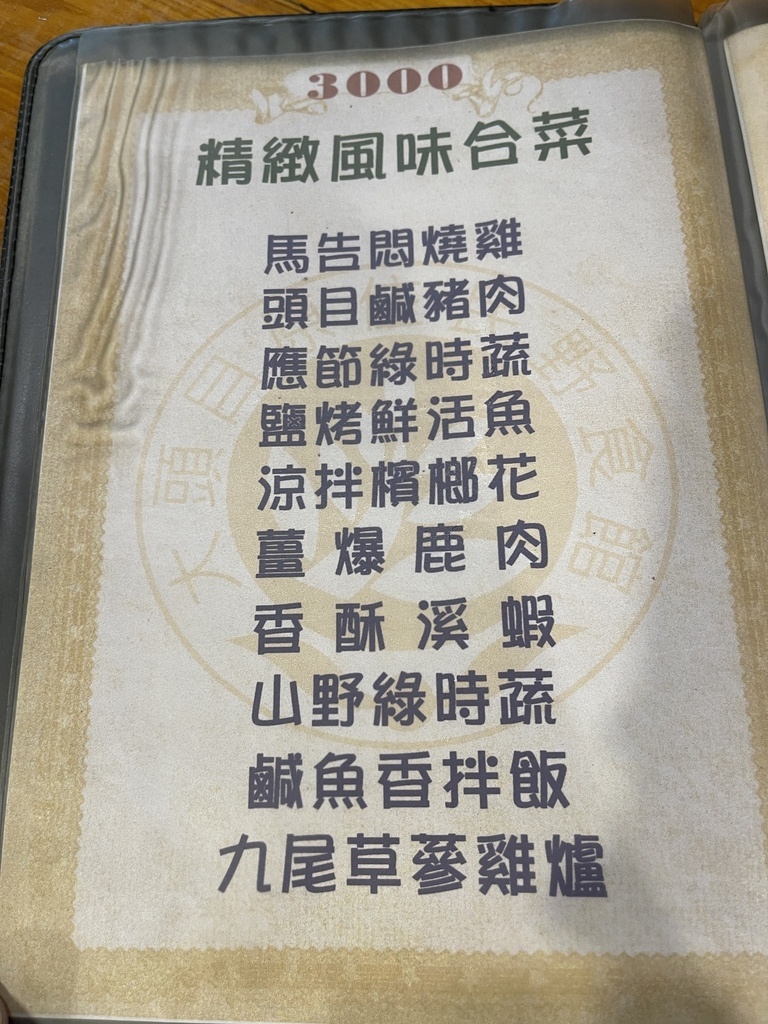 3000
精緻風味合菜
馬告悶燒雞
頭目鹹豬肉
應節綠時蔬
鹽烤鮮活魚
涼拌檳榔花
薑爆鹿肉
香酥溪蝦
山野綠時蔬
鹹魚香拌飯
九尾草蔘雞爐